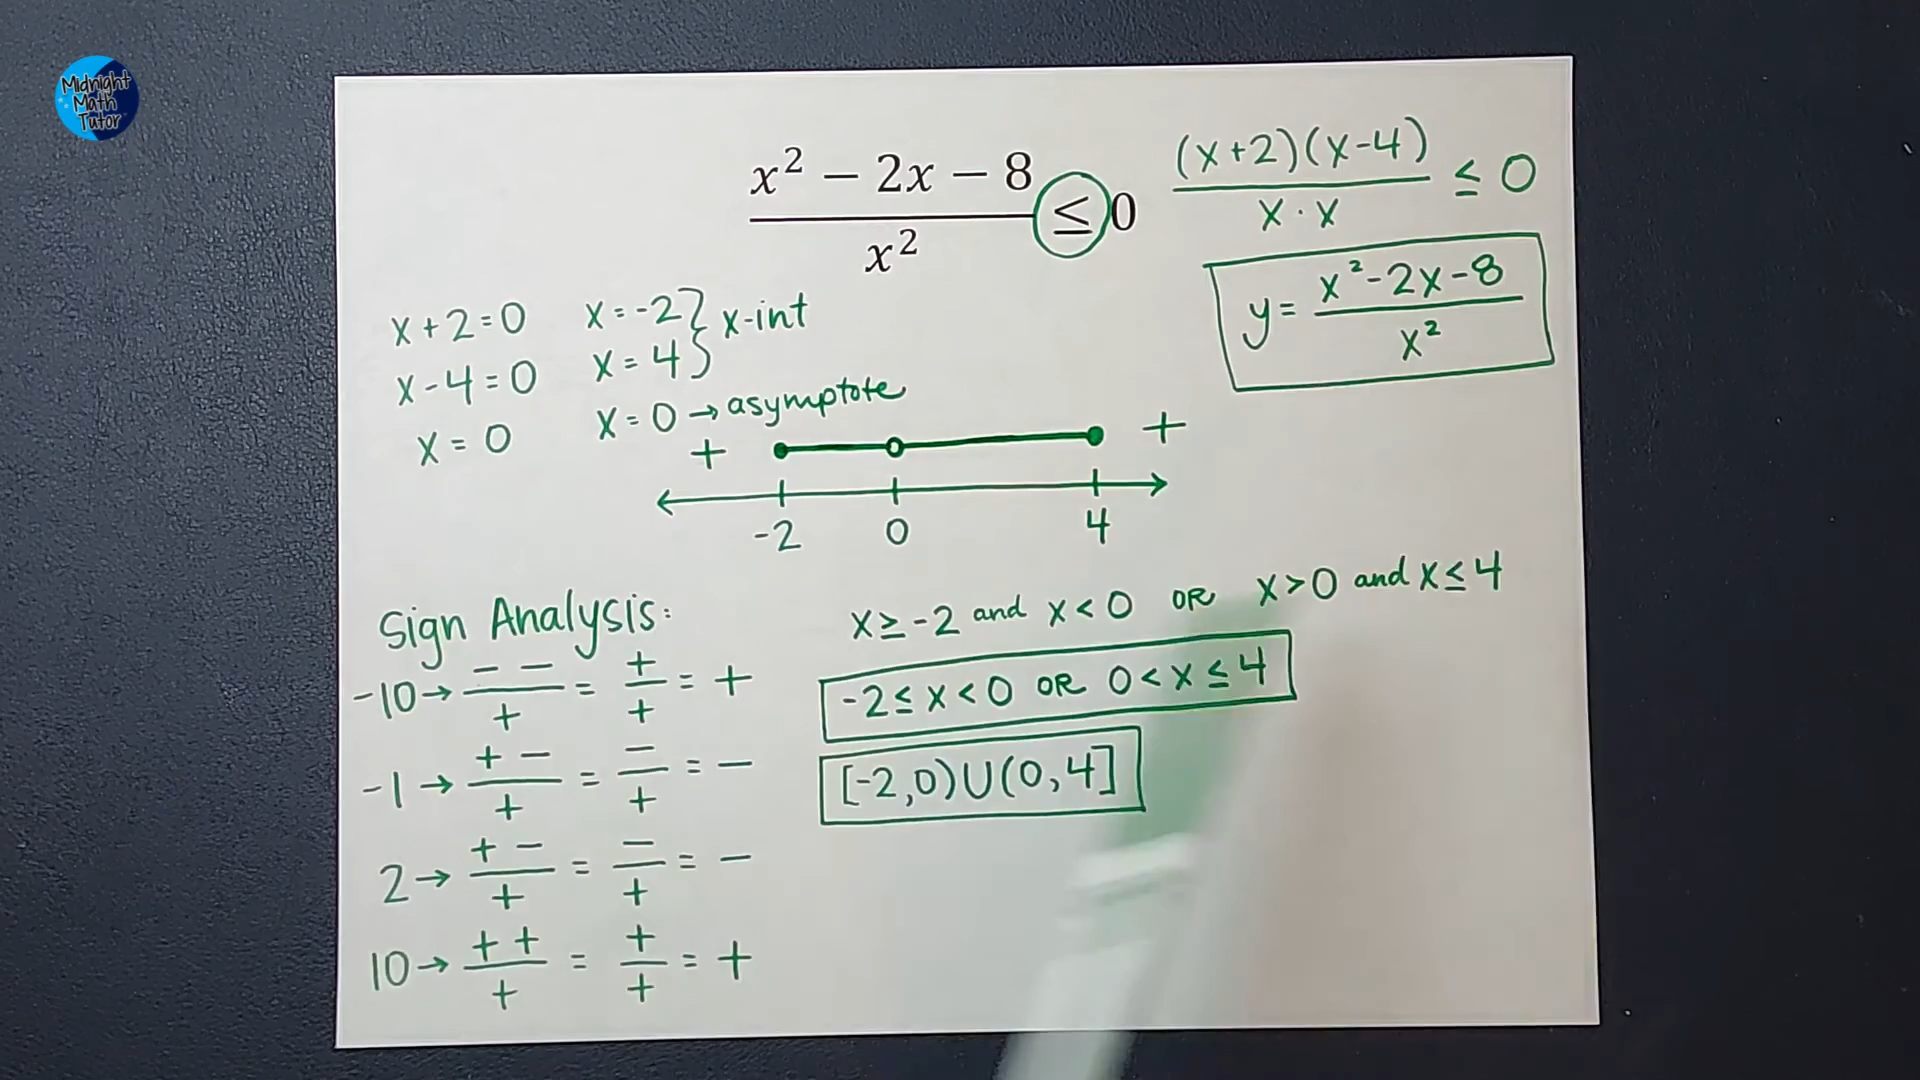 Midnight
Math
Tutor
x² − 2x − 8 / x² ≤ 0
(x+2)(x-4) / x · x ≤ 0
y = x²-2x-8 / x²
x+2=0 x=-2 } x-int
x-4=0 x=4
x=0 x=0 → asymptote
+ +
-2 0 4
Sign Analysis:
-10 → - - / + = + / + = +
-1 → + - / + = - / + = -
2 → + - / + = - / + = -
10 → + + / + = + / + = +
x ≥ -2 and x < 0 OR x > 0 and x ≤ 4
-2 ≤ x < 0 OR 0 < x ≤ 4
[-2,0)∪(0,4]